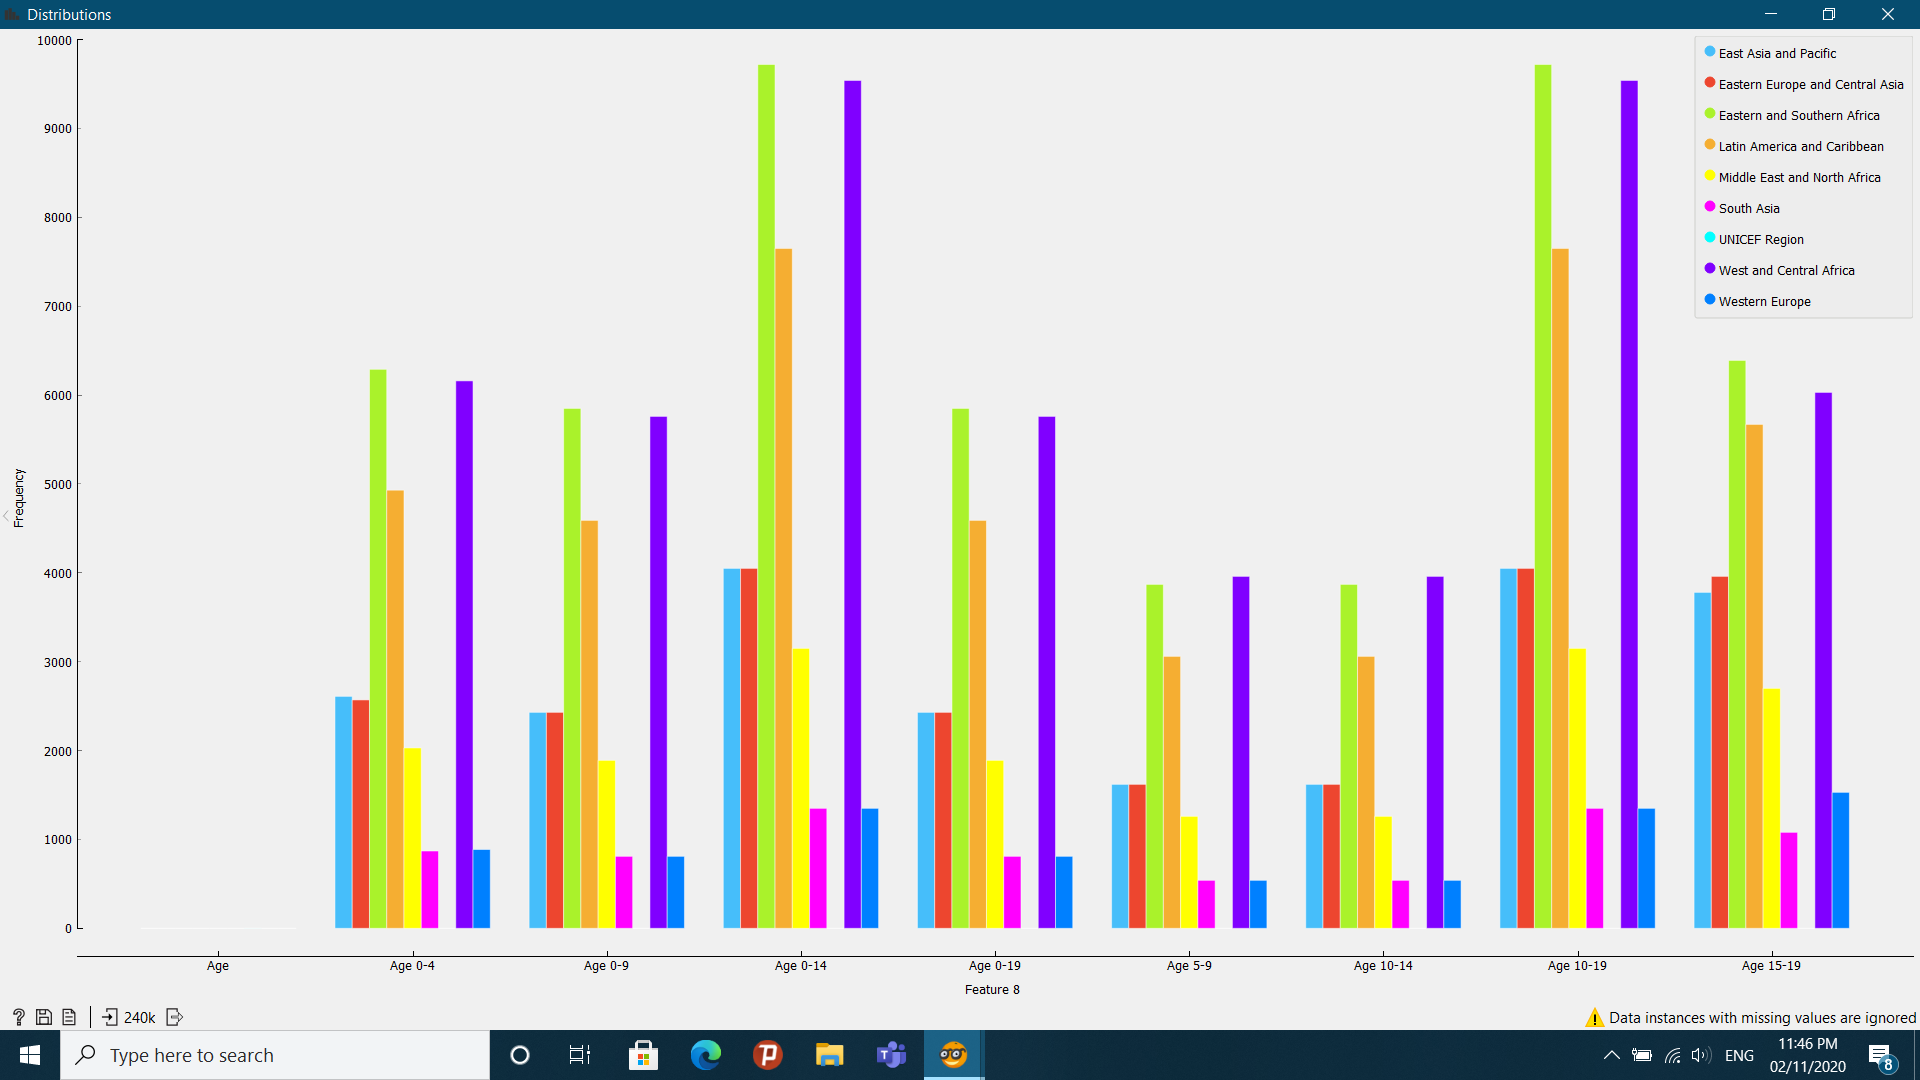 Distributions
10000
9000
8000
7000
6000
5000
4000
3000
2000
1000
0
Frequency
East Asia and Pacific
Eastern Europe and Central Asia
Eastern and Southern Africa
Latin America and Caribbean
Middle East and North Africa
South Asia
UNICEF Region
West and Central Africa
Western Europe
Age Age 0-4 Age 0-9 Age 0-14 Age 0-19 Age 5-9 Age 10-14 Age 10-19 Age 15-19
Feature 8
? 240k Data instances with missing values are ignored
Type here to search ENG 11:46 PM
02/11/2020 8